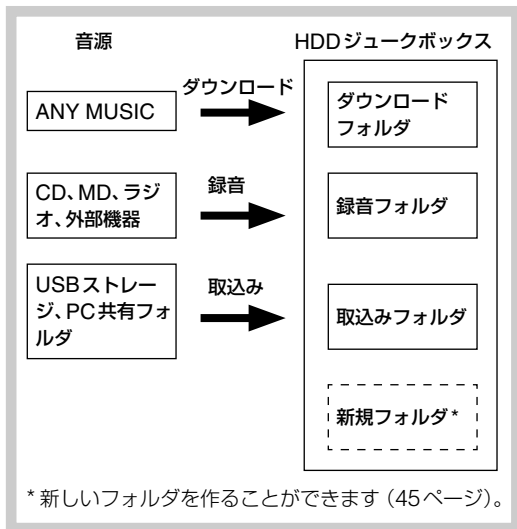 音源
HDDジュークボックス
ANY MUSIC
ダウンロード
ダウンロード
フォルダ
CD、MD、ラジ
オ、外部機器
録音
録音フォルダ
USBストレー
ジ、PC共有フォ
ルダ
取込み
取込みフォルダ
新規フォルダ*
* 新しいフォルダを作ることができます（45ページ）。